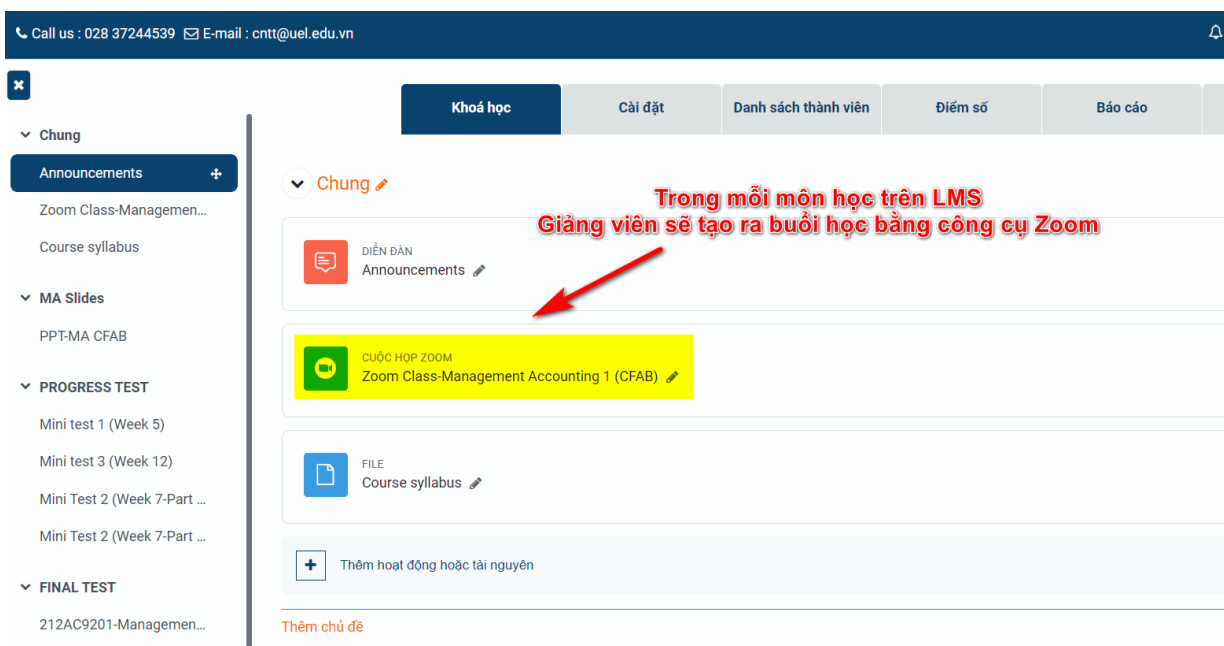 Call us : 028 37244539 E-mail : cntt@uel.edu.vn
Khoá học
Cài đặt
Danh sách thành viên
Điểm số
Báo cáo
Chung
Announcements
Zoom Class-Managemen...
Course syllabus
MA Slides
PPT-MA CFAB
PROGRESS TEST
Mini test 1 (Week 5)
Mini test 3 (Week 12)
Mini Test 2 (Week 7-Part ...
Mini Test 2 (Week 7-Part ...
FINAL TEST
212AC9201-Managemen...
Chung
Trong mỗi môn học trên LMS
Giảng viên sẽ tạo ra buổi học bằng công cụ Zoom
DIỄN ĐÀN
Announcements
CUỘC HỌP ZOOM
Zoom Class-Management Accounting 1 (CFAB)
FILE
Course syllabus
Thêm hoạt động hoặc tài nguyên
Thêm chủ đề